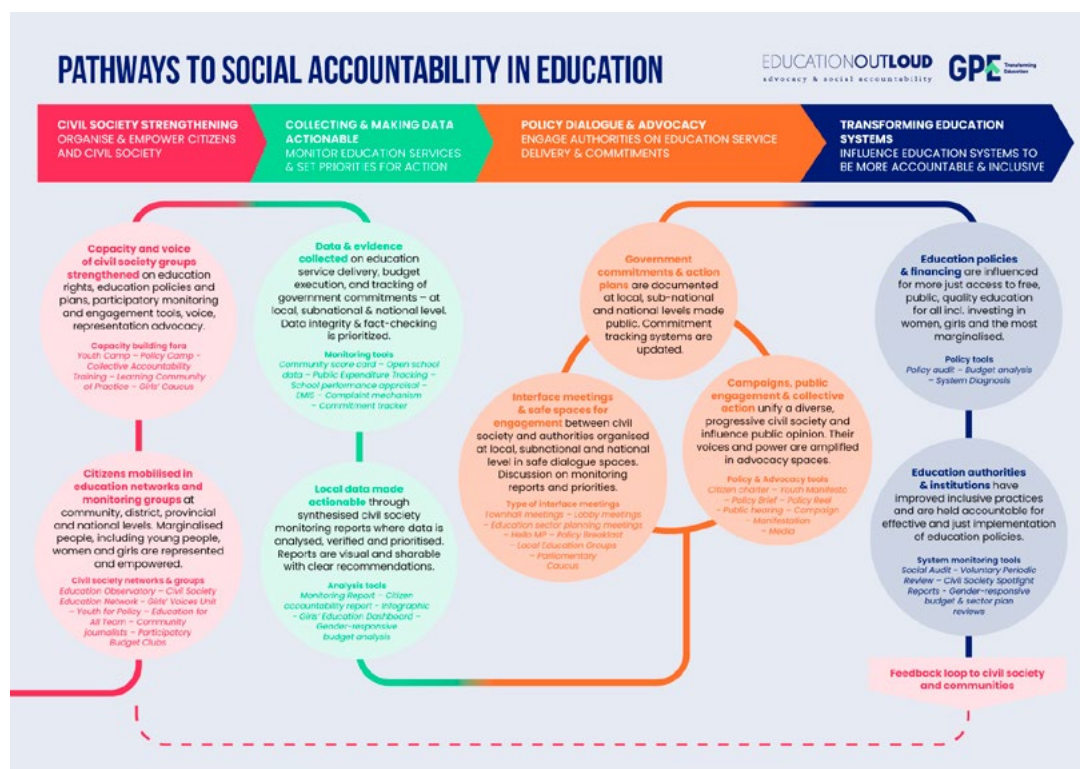 PATHWAYS TO SOCIAL ACCOUNTABILITY IN EDUCATION
EDUCATIONOUTLOUD
advocacy & social accountability
GPE
Transforming
Education
CIVIL SOCIETY STRENGTHENING
ORGANISE & EMPOWER CITIZENS
AND CIVIL SOCIETY
COLLECTING & MAKING DATA
ACTIONABLE
MONITOR EDUCATION SERVICES
& SET PRIORITIES FOR ACTION
POLICY DIALOGUE & ADVOCACY
ENGAGE AUTHORITIES ON EDUCATION SERVICE
DELIVERY & COMMITMENTS
TRANSFORMING EDUCATION
SYSTEMS
INFLUENCE EDUCATION SYSTEMS TO
BE MORE ACCOUNTABLE & INCLUSIVE
Capacity and voice
of civil society groups
strengthened on education
rights, education policies and
plans, participatory monitoring
and engagement tools, voice,
representation advocacy.
Capacity building fora
Youth Camp – Policy Camp -
Collective Accountability
Training – Learning Community
of Practice – Girls' Caucus
Citizens mobilised in
education networks and
monitoring groups at
community, district, provincial
and national levels. Marginalised
people, including young people,
women and girls are represented
and empowered.
Civil society networks & groups
Education Observatory – Civil Society
Education Network - Girls' Voices Unit
– Youth for Policy – Education for
All Team – Community
journalists – Participatory
Budget Clubs
Data & evidence
collected on education
service delivery, budget
execution, and tracking of
government commitments – at
local, subnational & national level.
Data integrity & fact-checking
is prioritized.
Monitoring tools
Community score card – Open school
data – Public Expenditure Tracking –
School performance appraisal –
EMIS - Complaint mechanism
– Commitment tracker
Local data made
actionable through
synthesised civil society
monitoring reports where data is
analysed, verified and prioritised.
Reports are visual and sharable
with clear recommendations.
Analysis tools
Monitoring Report – Citizen
accountability report - Infographic
– Girls' Education Dashboard –
Gender-responsive
budget analysis
Government
commitments & action
plans are documented
at local, sub-national
and national levels made
public. Commitment
tracking systems are
updated.
Interface meetings
& safe spaces for
engagement between civil
society and authorities organised
at local, subnational and national
level in safe dialogue spaces.
Discussion on monitoring
reports and priorities.
Type of interface meetings
Townhall meetings – Lobby meetings
– Education sector planning meetings
– Hello MP – Policy Breakfast
– Local Education Groups
– Parliamentary
Caucus
Campaigns, public
engagement & collective
action unify a diverse,
progressive civil society and
influence public opinion. Their
voices and power are amplified
in advocacy spaces.
Policy & Advocacy tools
Citizen charter – Youth Manifesto
– Policy Brief – Policy Reel
– Public hearing – Campaign
– Manifestation
– Media
Education policies
& financing are influenced
for more just access to free,
public, quality education
for all incl. investing in
women, girls and the most
marginalised.
Policy tools
Policy audit – Budget analysis
– System Diagnosis
Education authorities
& institutions have
improved inclusive practices
and are held accountable for
effective and just implementation
of education policies.
System monitoring tools
Social Audit – Voluntary Periodic
Review – Civil Society Spotlight
Reports - Gender-responsive
budget & sector plan
reviews
Feedback loop to civil society
and communities